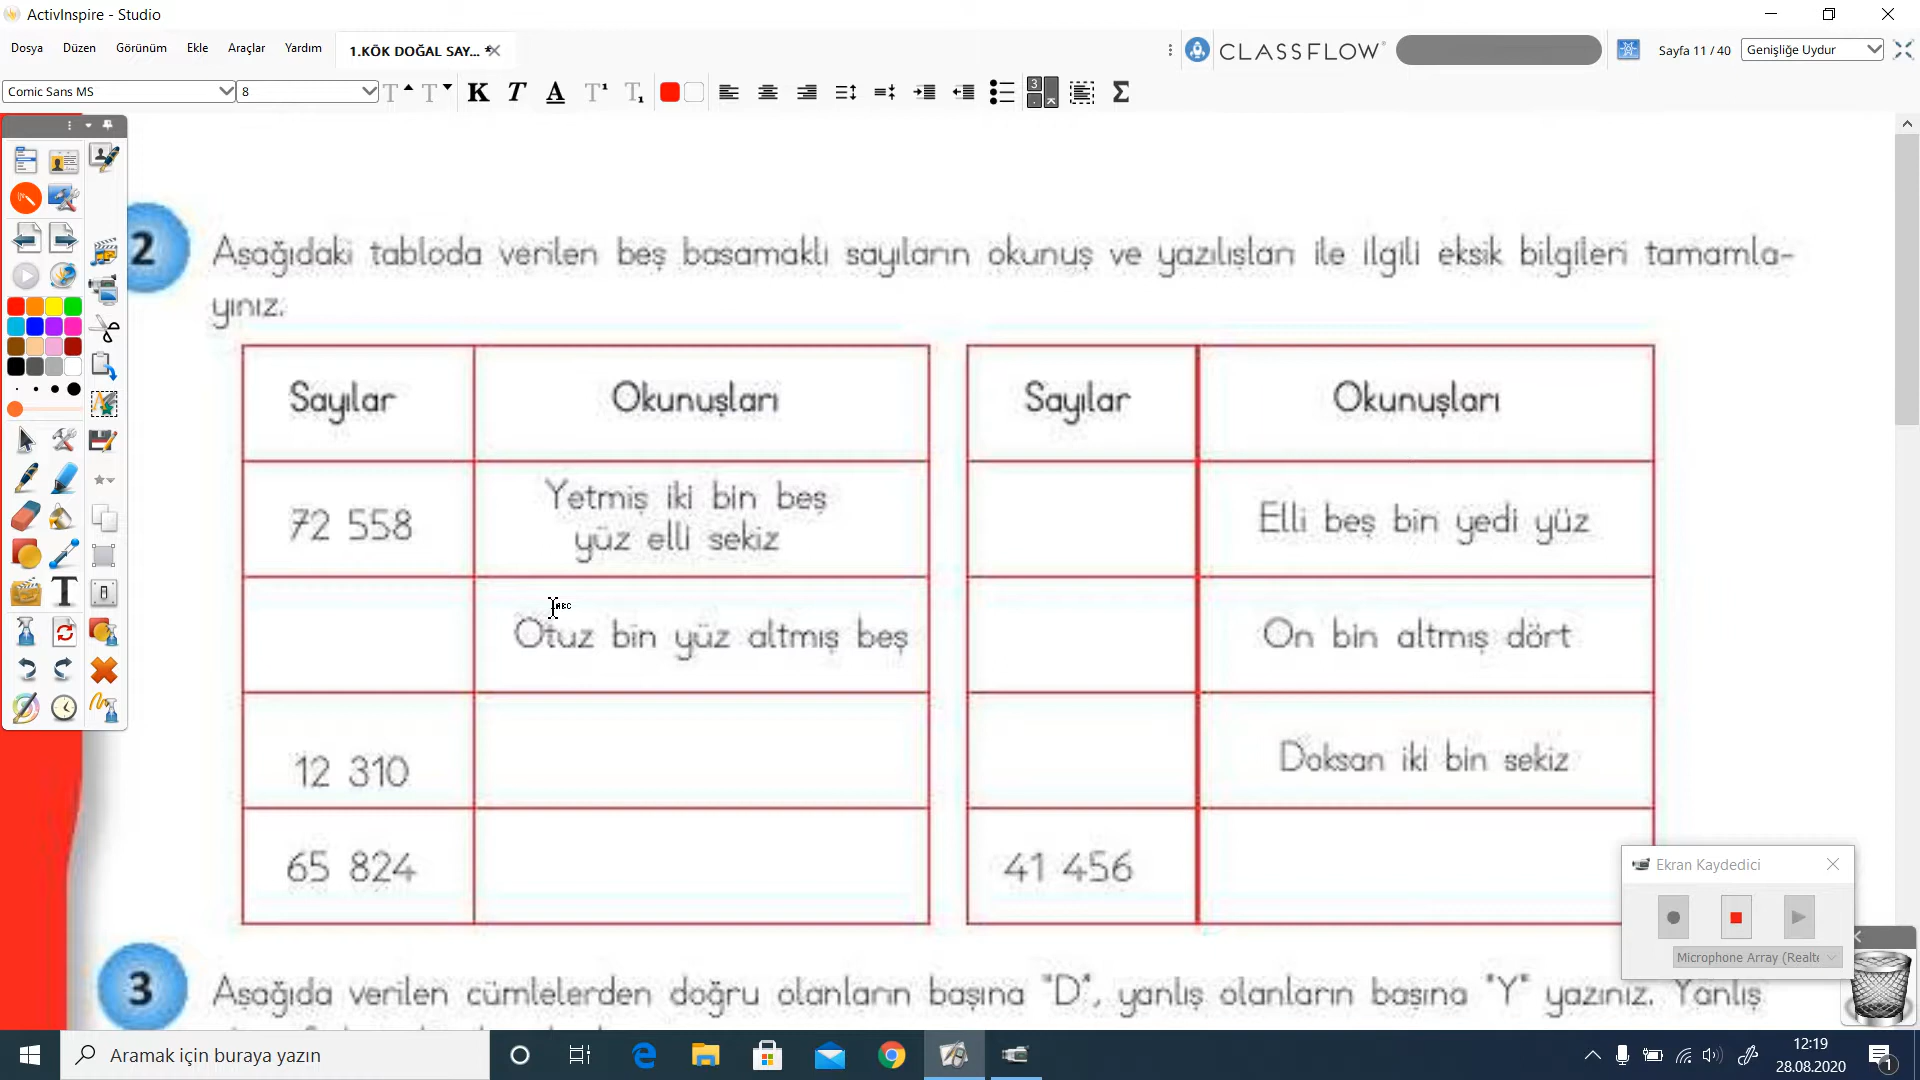 ActivInspire - Studio
Dosya Düzen Görünüm Ekle Araçlar Yardım
1.KÖK DOĞAL SAY...
CLASSFLOW
Sayfa 11 / 40
Genişliğe Uydur
Comic Sans MS
8
2
Aşağıdaki tabloda verilen beş basamaklı sayıların okunuş ve yazılışları ile ilgili eksik bilgileri tamamla-
yınız.
Sayılar Okunuşları Sayılar Okunuşları
72 558
Yetmiş iki bin beş
yüz elli sekiz
Elli beş bin yedi yüz
Otuz bin yüz altmış beş
On bin altmış dört
12 310
Doksan iki bin sekiz
65 824
41 456
Ekran Kaydedici
Microphone Array (Realte
3
Aşağıda verilen cümlelerden doğru olanların başına "D", yanlış olanların başına "Y" yazınız. Yanlış
Aramak için buraya yazın
12:19
28.08.2020
1